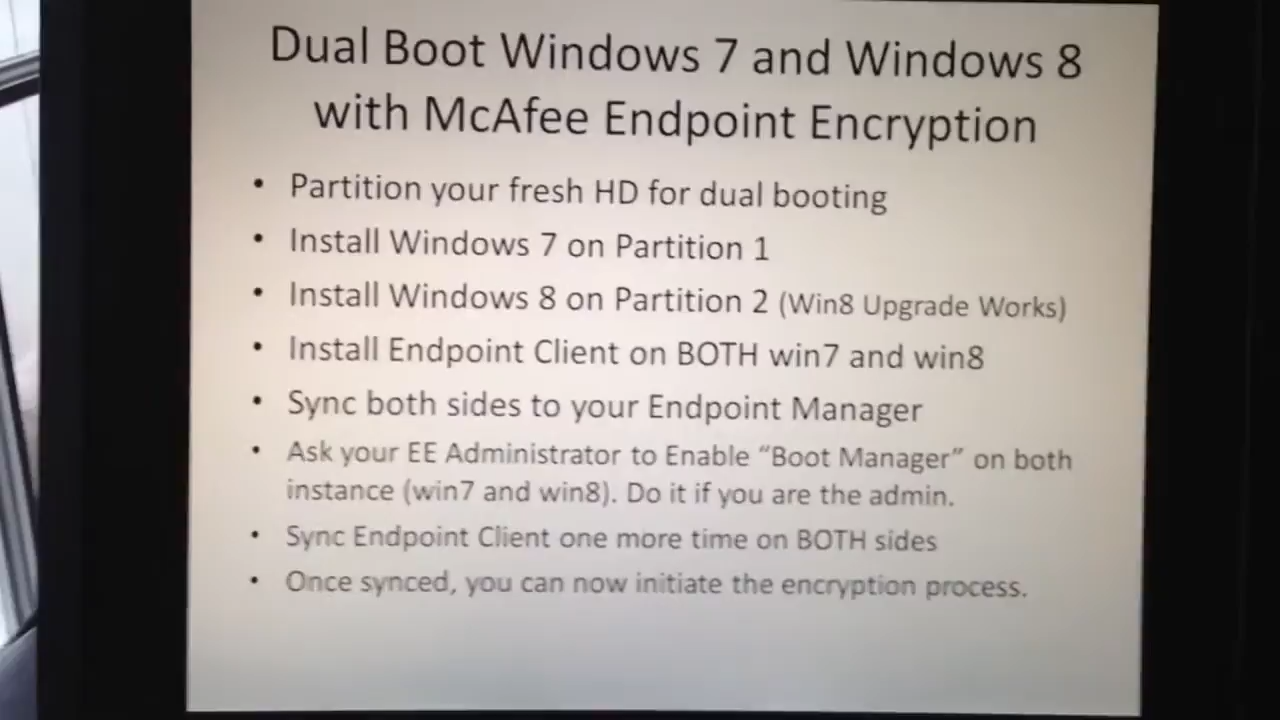 Dual Boot Windows 7 and Windows 8
with McAfee Endpoint Encryption
• Partition your fresh HD for dual booting
• Install Windows 7 on Partition 1
• Install Windows 8 on Partition 2 (Win8 Upgrade Works)
• Install Endpoint Client on BOTH win7 and win8
• Sync both sides to your Endpoint Manager
• Ask your EE Administrator to Enable “Boot Manager” on both
instance (win7 and win8). Do it if you are the admin.
• Sync Endpoint Client one more time on BOTH sides
• Once synced, you can now initiate the encryption process.